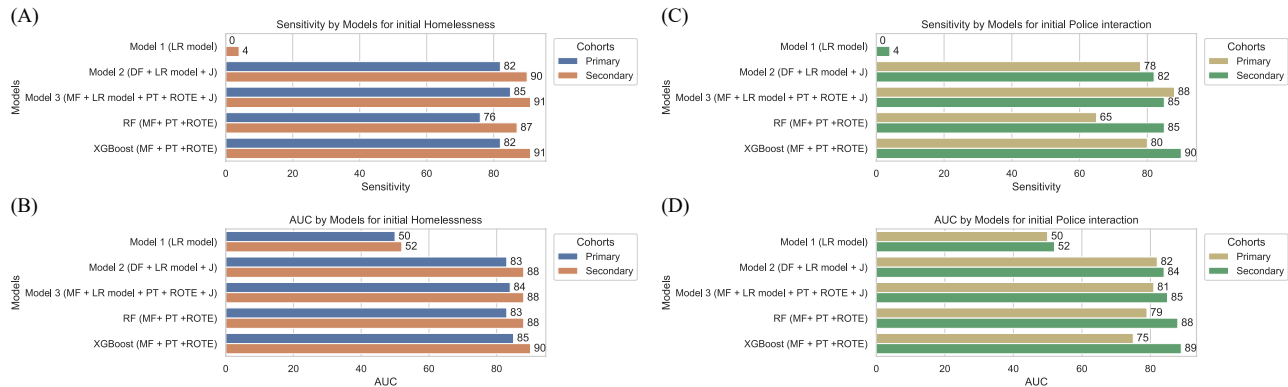 (A)
Sensitivity by Models for initial Homelessness
Models
Model 1 (LR model)
0
4
Model 2 (DF + LR model + J)
82
90
Model 3 (MF + LR model + PT + ROTE + J)
85
91
RF (MF+ PT +ROTE)
76
87
XGBoost (MF + PT +ROTE)
82
91
0 20 40 60 80
Sensitivity
Cohorts
Primary
Secondary
(B)
AUC by Models for initial Homelessness
Models
Model 1 (LR model)
50
52
Model 2 (DF + LR model + J)
83
88
Model 3 (MF + LR model + PT + ROTE + J)
84
88
RF (MF+ PT +ROTE)
83
88
XGBoost (MF + PT +ROTE)
85
90
0 20 40 60 80
AUC
Cohorts
Primary
Secondary
(C)
Sensitivity by Models for initial Police interaction
Models
Model 1 (LR model)
0
4
Model 2 (DF + LR model + J)
78
82
Model 3 (MF + LR model + PT + ROTE + J)
88
85
RF (MF+ PT +ROTE)
65
85
XGBoost (MF + PT +ROTE)
80
90
0 20 40 60 80
Sensitivity
Cohorts
Primary
Secondary
(D)
AUC by Models for initial Police interaction
Models
Model 1 (LR model)
50
52
Model 2 (DF + LR model + J)
82
84
Model 3 (MF + LR model + PT + ROTE + J)
81
85
RF (MF+ PT +ROTE)
79
88
XGBoost (MF + PT +ROTE)
75
89
0 20 40 60 80
AUC
Cohorts
Primary
Secondary